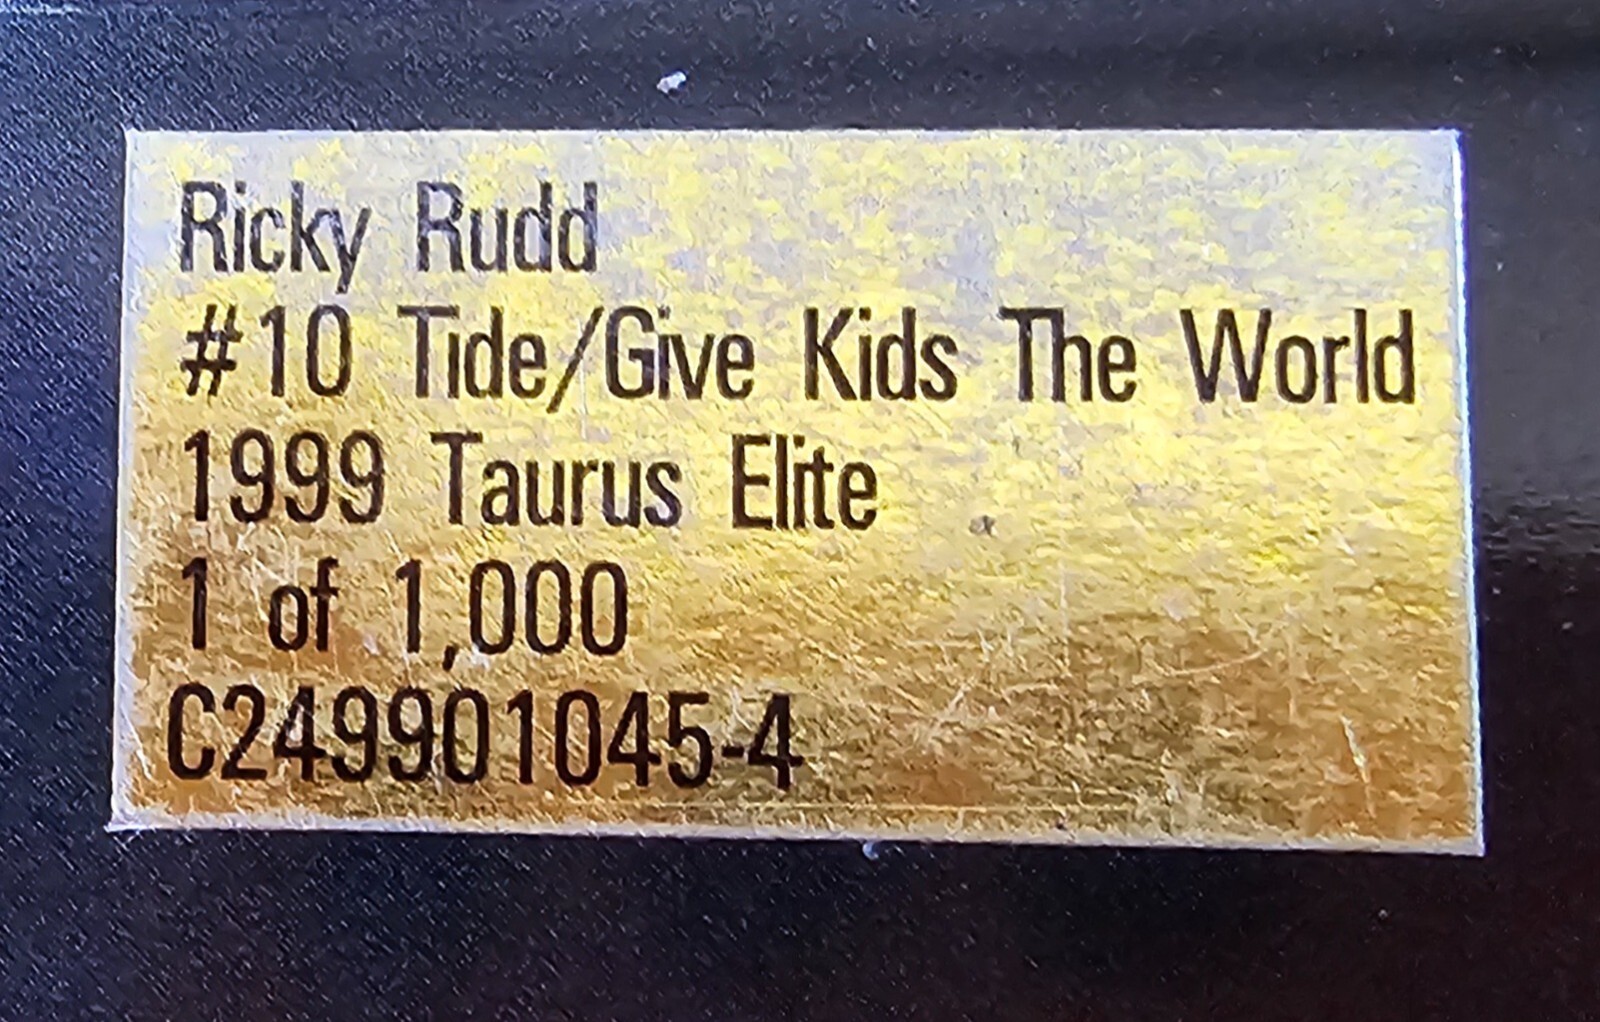 Ricky Rudd
#10 Tide/Give Kids The World
1999 Taurus Elite
1 of 1,000
C249901045-4